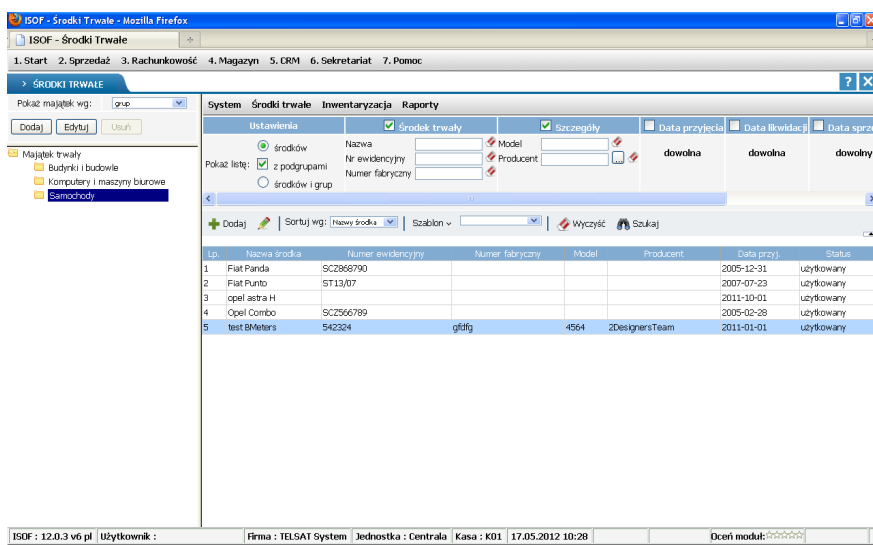 ISOF - Środki Trwałe - Mozilla Firefox
ISOF - Środki Trwałe
1. Start 2. Sprzedaż 3. Rachunkowość 4. Magazyn 5. CRM 6. Sekretariat 7. Pomoc
> ŚRODKI TRWAŁE ? X
Pokaż majątek wg: grup
Dodaj Edytuj Usuń
Majątek trwały
Budynki i budowle
Komputery i maszyny biurowe
Samochody
System Środki trwałe Inwentaryzacja Raporty
Ustawienia Środek trwały Szczegóły Data przyjęcia Data likwidacji Data sprz
Pokaż listę: środków
z podgrupami
środków i grup
Nazwa
Nr ewidencyjny
Numer fabryczny
Model
Producent ...
dowolna dowolna dowolny
Dodaj Sortuj wg: Nazwy środka Szablon Wyczyść Szukaj
Lp. Nazwa środka Numer ewidencyjny Numer fabryczny Model Producent Data przyj. Status
1 Fiat Panda SCZ868790 2005-12-31 użytkowany
2 Fiat Punto ST13/07 2007-07-23 użytkowany
3 opel astra H 2011-10-01 użytkowany
4 Opel Combo SCZ566789 2005-02-28 użytkowany
5 test BMeters 542324 gfdfg 4564 2DesignersTeam 2011-01-01 użytkowany
ISOF : 12.0.3 v6 pl Użytkownik : Firma : TELSAT System Jednostka : Centrala Kasa : K01 17.05.2012 10:28 Oceń moduł: